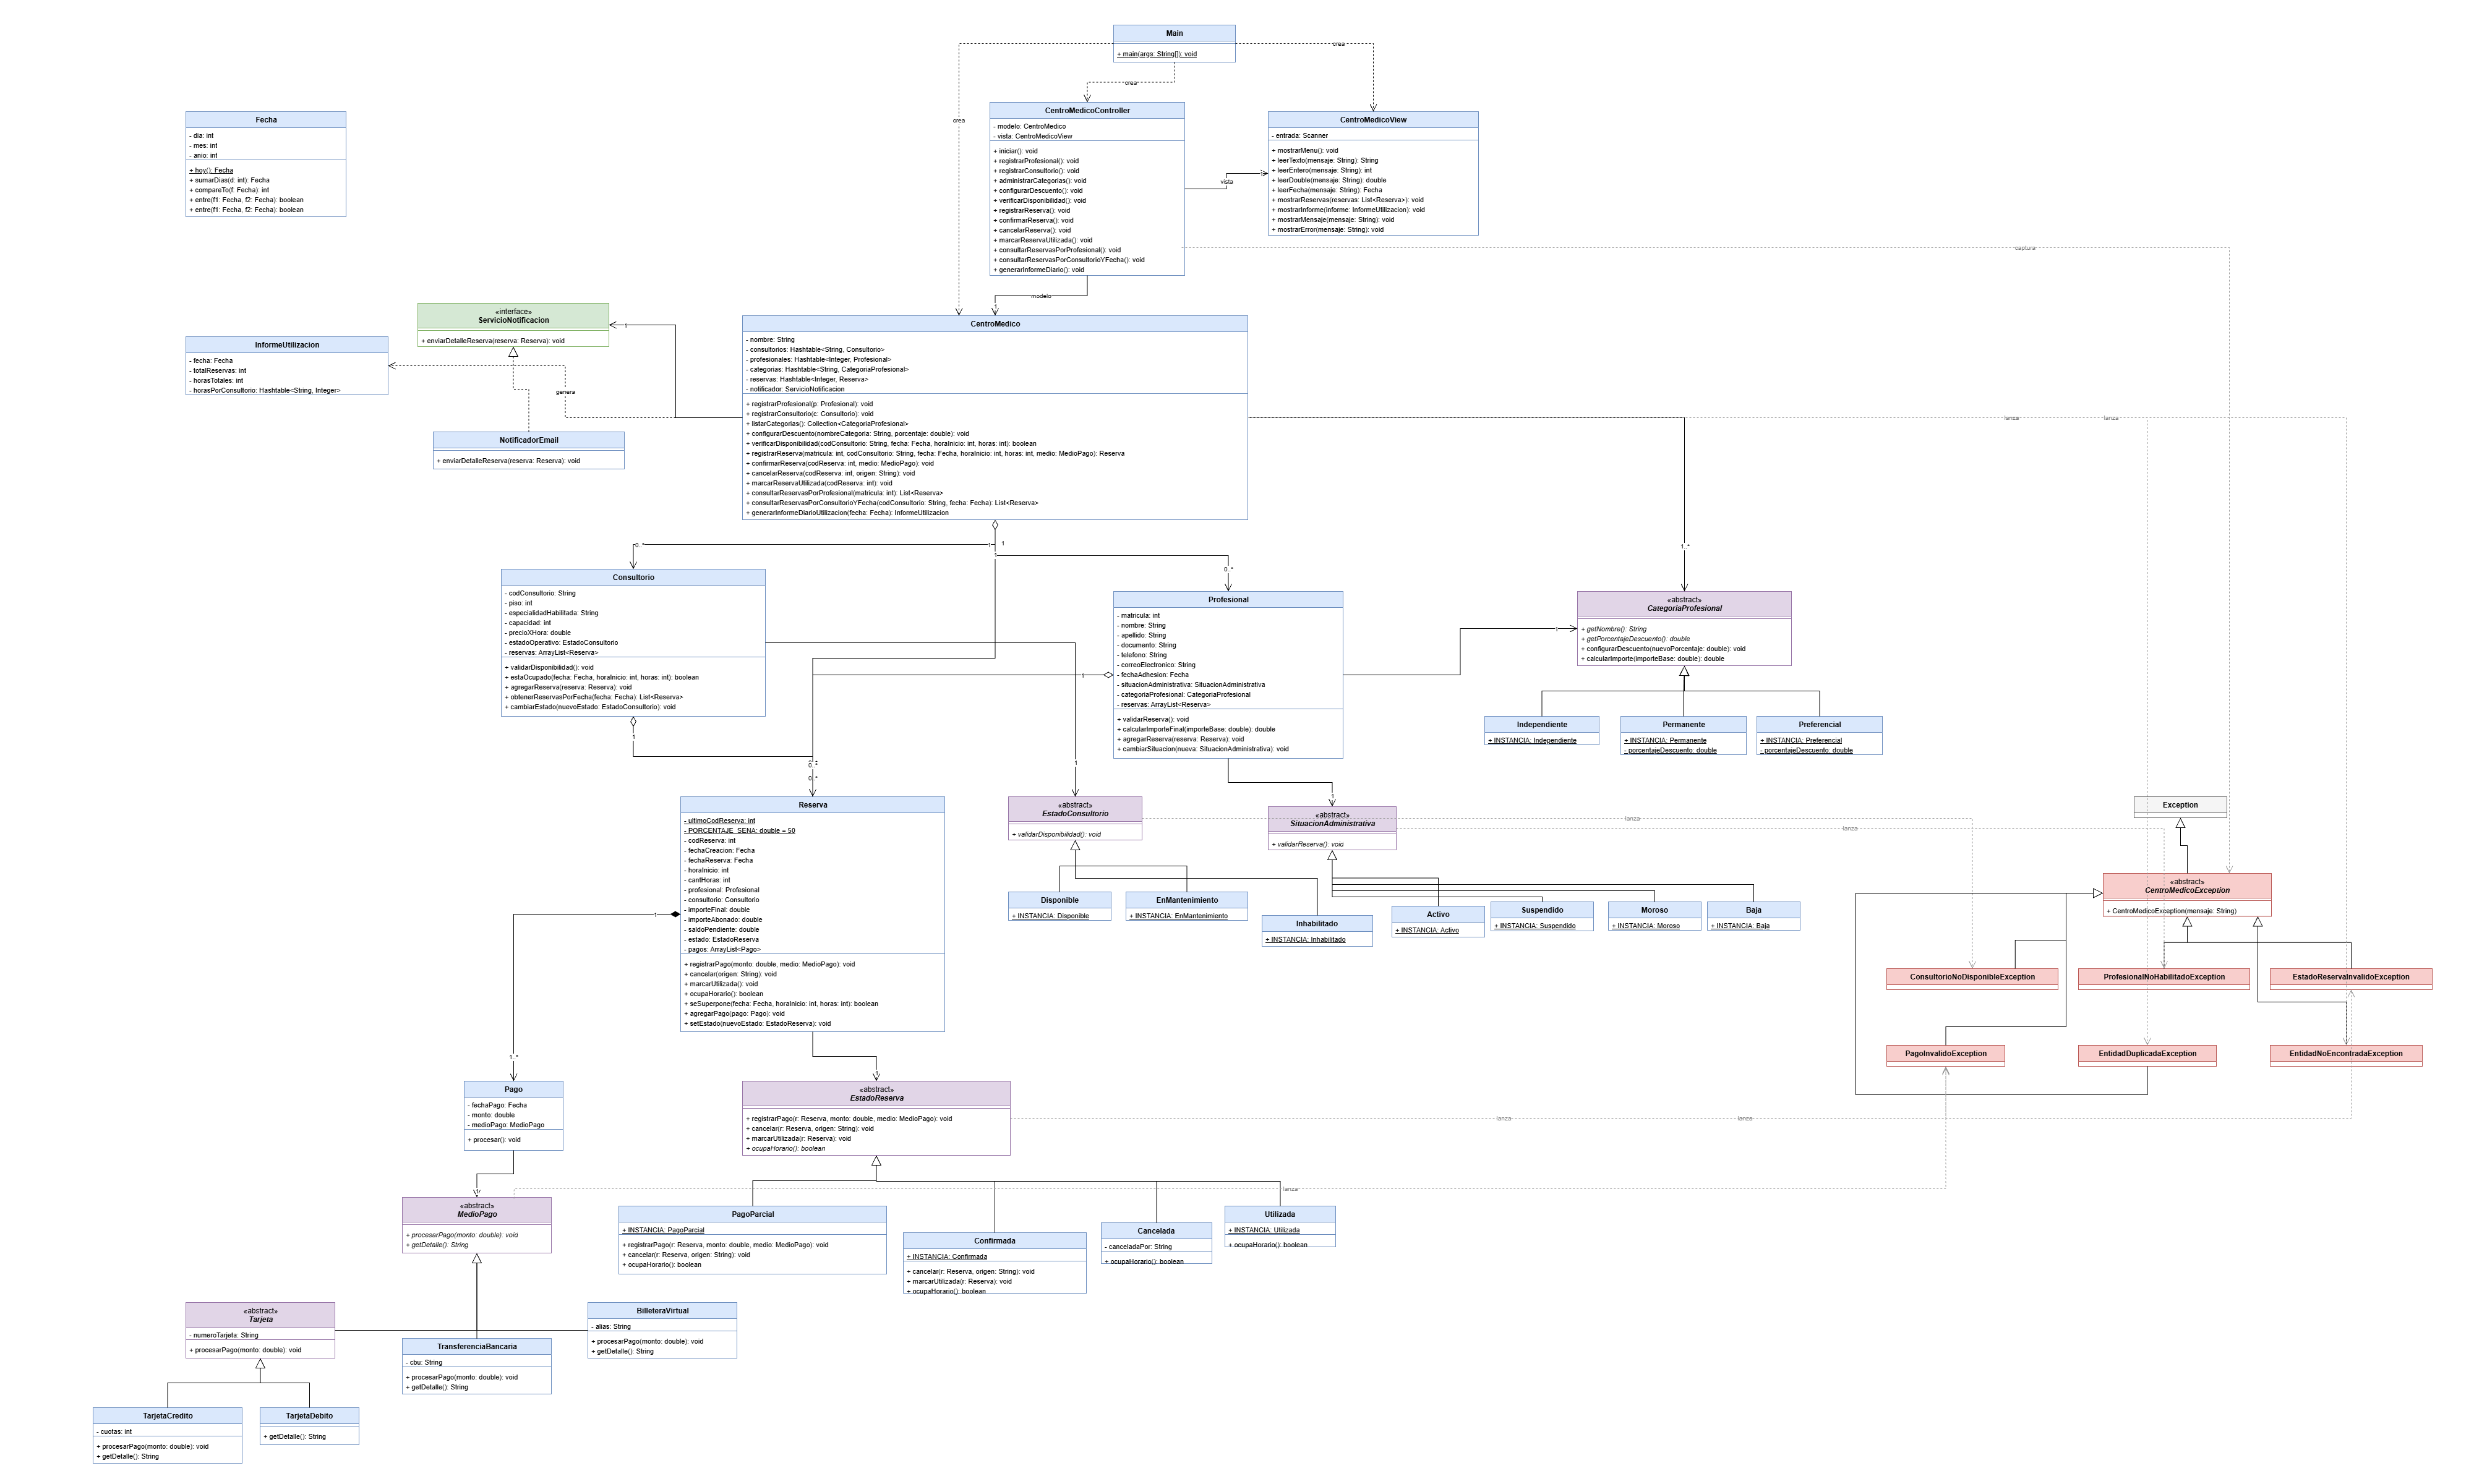 Main
+ main(args: String[]): void
crea
crea
crea
Fecha
- dia: int
- mes: int
- anio: int
+ hoy(): Fecha
+ sumarDias(d: int): Fecha
+ compareTo(f: Fecha): int
+ entre(f1: Fecha, f2: Fecha): boolean
+ entre(f1: Fecha, f2: Fecha): boolean
CentroMedicoController
- modelo: CentroMedico
- vista: CentroMedicoView
+ iniciar(): void
+ registrarProfesional(): void
+ registrarConsultorio(): void
+ administrarCategorias(): void
+ configurarDescuento(): void
+ verificarDisponibilidad(): void
+ registrarReserva(): void
+ confirmarReserva(): void
+ cancelarReserva(): void
+ marcarReservaUtilizada(): void
+ consultarReservasPorProfesional(): void
+ consultarReservasPorConsultorioYFecha(): void
+ generarInformeDiario(): void
vista
CentroMedicoView
- entrada: Scanner
+ mostrarMenu(): void
+ leerTexto(mensaje: String): String
+ leerEntero(mensaje: String): int
+ leerDouble(mensaje: String): double
+ leerFecha(mensaje: String): Fecha
+ mostrarReservas(reservas: List<Reserva>): void
+ mostrarInforme(informe: InformeUtilizacion): void
+ mostrarMensaje(mensaje: String): void
+ mostrarError(mensaje: String): void
captura
modelo
1
«interface»
ServicioNotificacion
+ enviarDetalleReserva(reserva: Reserva): void
1
InformeUtilizacion
- fecha: Fecha
- totalReservas: int
- horasTotales: int
- horasPorConsultorio: Hashtable<String, Integer>
genera
NotificadorEmail
+ enviarDetalleReserva(reserva: Reserva): void
CentroMedico
- nombre: String
- consultorios: Hashtable<String, Consultorio>
- profesionales: Hashtable<Integer, Profesional>
- categorias: Hashtable<String, CategoriaProfesional>
- reservas: Hashtable<Integer, Reserva>
- notificador: ServicioNotificacion
+ registrarProfesional(p: Profesional): void
+ registrarConsultorio(c: Consultorio): void
+ listarCategorias(): Collection<CategoriaProfesional>
+ configurarDescuento(nombreCategoria: String, porcentaje: double): void
+ verificarDisponibilidad(codConsultorio: String, fecha: Fecha, horaInicio: int, horas: int): boolean
+ registrarReserva(matricula: int, codConsultorio: String, fecha: Fecha, horaInicio: int, horas: int, medio: MedioPago): Reserva
+ confirmarReserva(codReserva: int, medio: MedioPago): void
+ cancelarReserva(codReserva: int, origen: String): void
+ marcarReservaUtilizada(codReserva: int): void
+ consultarReservasPorProfesional(matricula: int): List<Reserva>
+ consultarReservasPorConsultorioYFecha(codConsultorio: String, fecha: Fecha): List<Reserva>
+ generarInformeDiarioUtilizacion(fecha: Fecha): InformeUtilizacion
lanza
lanza
0..*
1
1
1
0..*
1..*
Consultorio
- codConsultorio: String
- piso: int
- especialidadHabilitada: String
- capacidad: int
- precioXHora: double
- estadoOperativo: EstadoConsultorio
- reservas: ArrayList<Reserva>
+ validarDisponibilidad(): void
+ estaOcupado(fecha: Fecha, horaInicio: int, horas: int): boolean
+ agregarReserva(reserva: Reserva): void
+ obtenerReservasPorFecha(fecha: Fecha): List<Reserva>
+ cambiarEstado(nuevoEstado: EstadoConsultorio): void
1
Profesional
- matricula: int
- nombre: String
- apellido: String
- documento: String
- telefono: String
- correoElectronico: String
- fechaAdhesion: Fecha
- situacionAdministrativa: SituacionAdministrativa
- categoriaProfesional: CategoriaProfesional
- reservas: ArrayList<Reserva>
+ validarReserva(): void
+ calcularImporteFinal(importeBase: double): double
+ agregarReserva(reserva: Reserva): void
+ cambiarSituacion(nueva: SituacionAdministrativa): void
1
1
«abstract»
CategoriaProfesional
+ getNombre(): String
+ getPorcentajeDescuento(): double
+ configurarDescuento(nuevoPorcentaje: double): void
+ calcularImporte(importeBase: double): double
Independiente
+ INSTANCIA: Independiente
Permanente
+ INSTANCIA: Permanente
- porcentajeDescuento: double
Preferencial
+ INSTANCIA: Preferencial
- porcentajeDescuento: double
0..*
0..*
1
1
Reserva
- ultimoCodReserva: int
- PORCENTAJE_SENA: double = 50
- codReserva: int
- fechaCreacion: Fecha
- fechaReserva: Fecha
- horaInicio: int
- cantHoras: int
- profesional: Profesional
- consultorio: Consultorio
- importeFinal: double
- importeAbonado: double
- saldoPendiente: double
- estado: EstadoReserva
- pagos: ArrayList<Pago>
+ registrarPago(monto: double, medio: MedioPago): void
+ cancelar(origen: String): void
+ marcarUtilizada(): void
+ ocupaHorario(): boolean
+ seSuperpone(fecha: Fecha, horaInicio: int, horas: int): boolean
+ agregarPago(pago: Pago): void
+ setEstado(nuevoEstado: EstadoReserva): void
1
1..*
1
«abstract»
EstadoConsultorio
+ validarDisponibilidad(): void
«abstract»
SituacionAdministrativa
+ validarReserva(): void
lanza
lanza
Disponible
+ INSTANCIA: Disponible
EnMantenimiento
+ INSTANCIA: EnMantenimiento
Inhabilitado
+ INSTANCIA: Inhabilitado
Activo
+ INSTANCIA: Activo
Suspendido
+ INSTANCIA: Suspendido
Moroso
+ INSTANCIA: Moroso
Baja
+ INSTANCIA: Baja
Exception
«abstract»
CentroMedicoException
+ CentroMedicoException(mensaje: String)
ConsultorioNoDisponibleException
ProfesionalNoHabilitadoException
EstadoReservaInvalidoException
PagoInvalidoException
EntidadDuplicadaException
EntidadNoEncontradaException
Pago
- fechaPago: Fecha
- monto: double
- medioPago: MedioPago
+ procesar(): void
1
«abstract»
EstadoReserva
+ registrarPago(r: Reserva, monto: double, medio: MedioPago): void
+ cancelar(r: Reserva, origen: String): void
+ marcarUtilizada(r: Reserva): void
+ ocupaHorario(): boolean
lanza
lanza
lanza
«abstract»
MedioPago
+ procesarPago(monto: double): void
+ getDetalle(): String
PagoParcial
+ INSTANCIA: PagoParcial
+ registrarPago(r: Reserva, monto: double, medio: MedioPago): void
+ cancelar(r: Reserva, origen: String): void
+ ocupaHorario(): boolean
Confirmada
+ INSTANCIA: Confirmada
+ cancelar(r: Reserva, origen: String): void
+ marcarUtilizada(r: Reserva): void
+ ocupaHorario(): boolean
Cancelada
- canceladaPor: String
+ ocupaHorario(): boolean
Utilizada
+ INSTANCIA: Utilizada
+ ocupaHorario(): boolean
«abstract»
Tarjeta
- numeroTarjeta: String
+ procesarPago(monto: double): void
TransferenciaBancaria
- cbu: String
+ procesarPago(monto: double): void
+ getDetalle(): String
BilleteraVirtual
- alias: String
+ procesarPago(monto: double): void
+ getDetalle(): String
TarjetaCredito
- cuotas: int
+ procesarPago(monto: double): void
+ getDetalle(): String
TarjetaDebito
+ getDetalle(): String